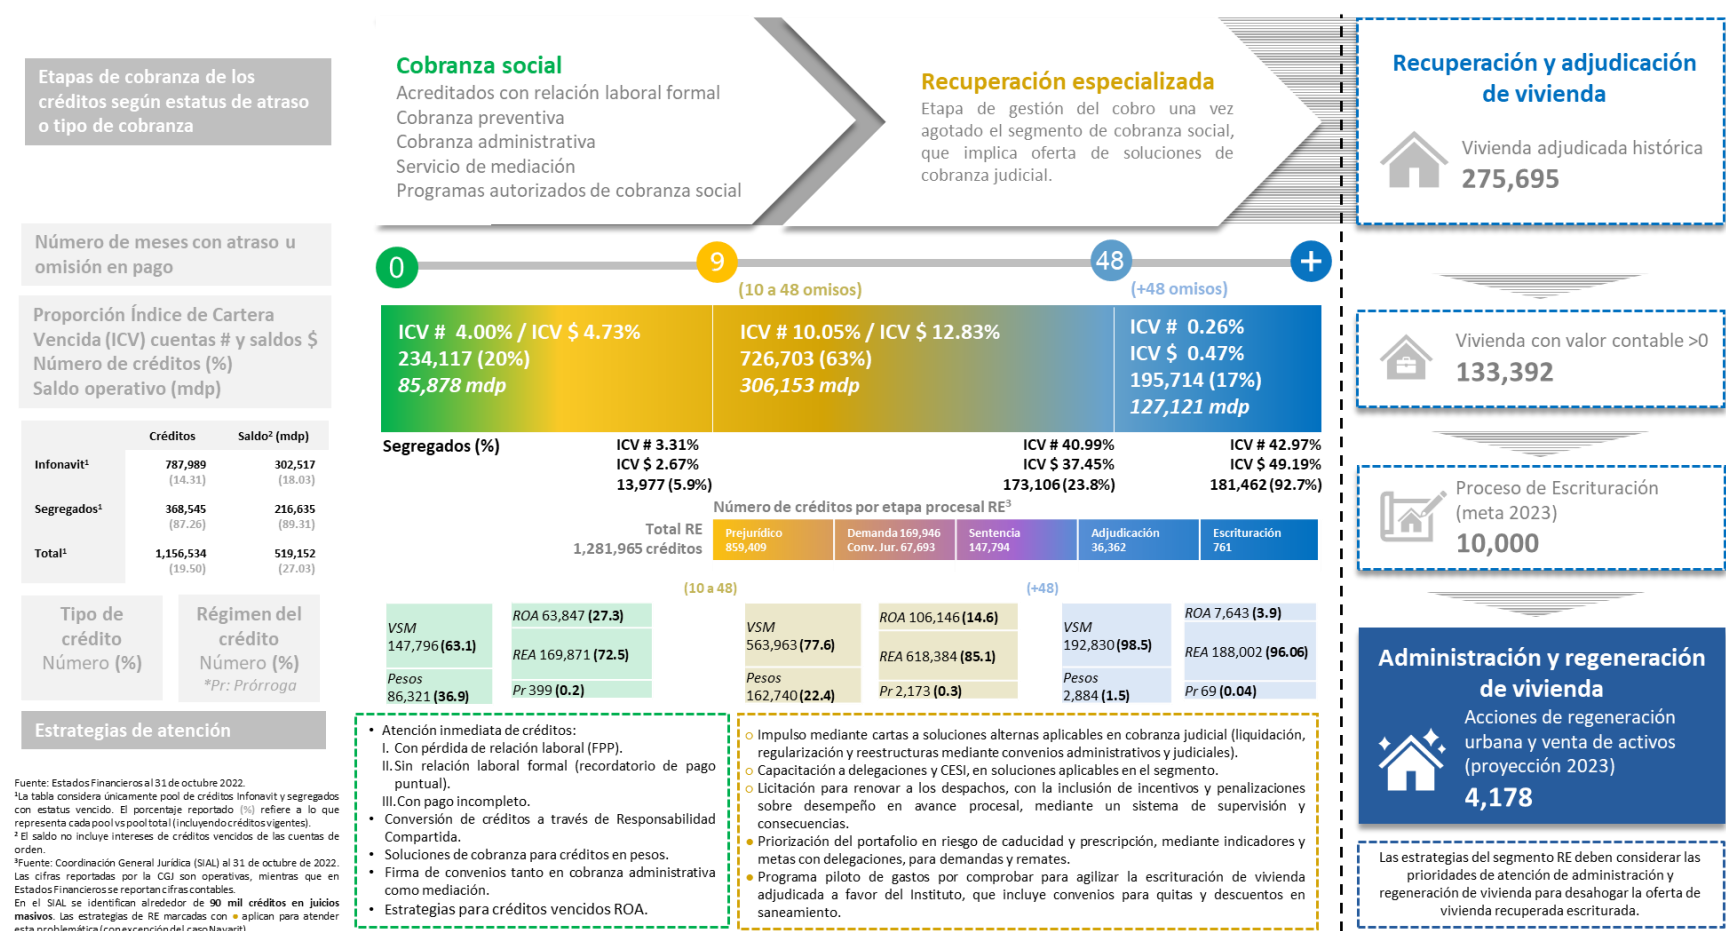 Etapas de cobranza de los
créditos según estatus de atraso
o tipo de cobranza
Cobranza social
Acreditados con relación laboral formal
Cobranza preventiva
Cobranza administrativa
Servicio de mediación
Programas autorizados de cobranza social
Recuperación especializada
Etapa de gestión del cobro una vez
agotado el segmento de cobranza social,
que implica oferta de soluciones de
cobranza judicial.
Recuperación y adjudicación
de vivienda
Vivienda adjudicada histórica
275,695
Número de meses con atraso u
omisión en pago
0
9
48
+
(10 a 48 omisos)
(+48 omisos)
Proporción Índice de Cartera
Vencida (ICV) cuentas # y saldos $
Número de créditos (%)
Saldo operativo (mdp)
ICV # 4.00% / ICV $ 4.73%
234,117 (20%)
85,878 mdp
ICV # 10.05% / ICV $ 12.83%
726,703 (63%)
306,153 mdp
ICV # 0.26%
ICV $ 0.47%
195,714 (17%)
127,121 mdp
Vivienda con valor contable >0
133,392
Créditos Saldo² (mdp)
Infonavit¹ 787,989 302,517
(14.31) (18.03)
Segregados¹ 368,545 216,635
(87.26) (89.31)
Total¹ 1,156,534 519,152
(19.50) (27.03)
Segregados (%)
ICV # 3.31%
ICV $ 2.67%
13,977 (5.9%)
ICV # 40.99%
ICV $ 37.45%
173,106 (23.8%)
ICV # 42.97%
ICV $ 49.19%
181,462 (92.7%)
Número de créditos por etapa procesal RE³
Total RE
1,281,965 créditos
Prejurídico
859,409
Demanda 169,946
Conv. Jur. 67,693
Sentencia
147,794
Adjudicación
36,362
Escrituración
761
Proceso de Escrituración
(meta 2023)
10,000
(10 a 48)
(+48)
Tipo de
crédito
Número (%)
Régimen del
crédito
Número (%)
*Pr: Prórroga
VSM
147,796 (63.1)
Pesos
86,321 (36.9)
ROA 63,847 (27.3)
REA 169,871 (72.5)
Pr 399 (0.2)
VSM
563,963 (77.6)
Pesos
162,740 (22.4)
ROA 106,146 (14.6)
REA 618,384 (85.1)
Pr 2,173 (0.3)
VSM
192,830 (98.5)
Pesos
2,884 (1.5)
ROA 7,643 (3.9)
REA 188,002 (96.06)
Pr 69 (0.04)
Administración y regeneración
de vivienda
Acciones de regeneración
urbana y venta de activos
(proyección 2023)
4,178
Estrategias de atención
• Atención inmediata de créditos:
I. Con pérdida de relación laboral (FPP).
II. Sin relación laboral formal (recordatorio de pago
puntual).
III. Con pago incompleto.
• Conversión de créditos a través de Responsabilidad
Compartida.
• Soluciones de cobranza para créditos en pesos.
• Firma de convenios tanto en cobranza administrativa
como mediación.
• Estrategias para créditos vencidos ROA.
○ Impulso mediante cartas a soluciones alternas aplicables en cobranza judicial (liquidación,
regularización y reestructuras mediante convenios administrativos y judiciales).
○ Capacitación a delegaciones y CESI, en soluciones aplicables en el segmento.
○ Licitación para renovar a los despachos, con la inclusión de incentivos y penalizaciones
sobre desempeño en avance procesal, mediante un sistema de supervisión y
consecuencias.
● Priorización del portafolio en riesgo de caducidad y prescripción, mediante indicadores y
metas con delegaciones, para demandas y remates.
● Programa piloto de gastos por comprobar para agilizar la escrituración de vivienda
adjudicada a favor del Instituto, que incluye convenios para quitas y descuentos en
saneamiento.
Las estrategias del segmento RE deben considerar las
prioridades de atención de administración y
regeneración de vivienda para desahogar la oferta de
vivienda recuperada escriturada.
Fuente: Estados Financieros al 31 de octubre 2022.
¹La tabla considera únicamente pool de créditos Infonavit y segregados
con estatus vencido. El porcentaje reportado (%) refiere a lo que
representa cada pool vs pool total (incluyendo créditos vigentes).
² El saldo no incluye intereses de créditos vencidos de las cuentas de
orden.
³Fuente: Coordinación General Jurídica (SIAL) al 31 de octubre de 2022.
Las cifras reportadas por la CGJ son operativas, mientras que en
Estados Financieros se reportan cifras contables.
En el SIAL se identifican alrededor de 90 mil créditos en juicios
masivos. Las estrategias de RE marcadas con ● aplican para atender
esta problemática (con excepción del caso Nayarit)